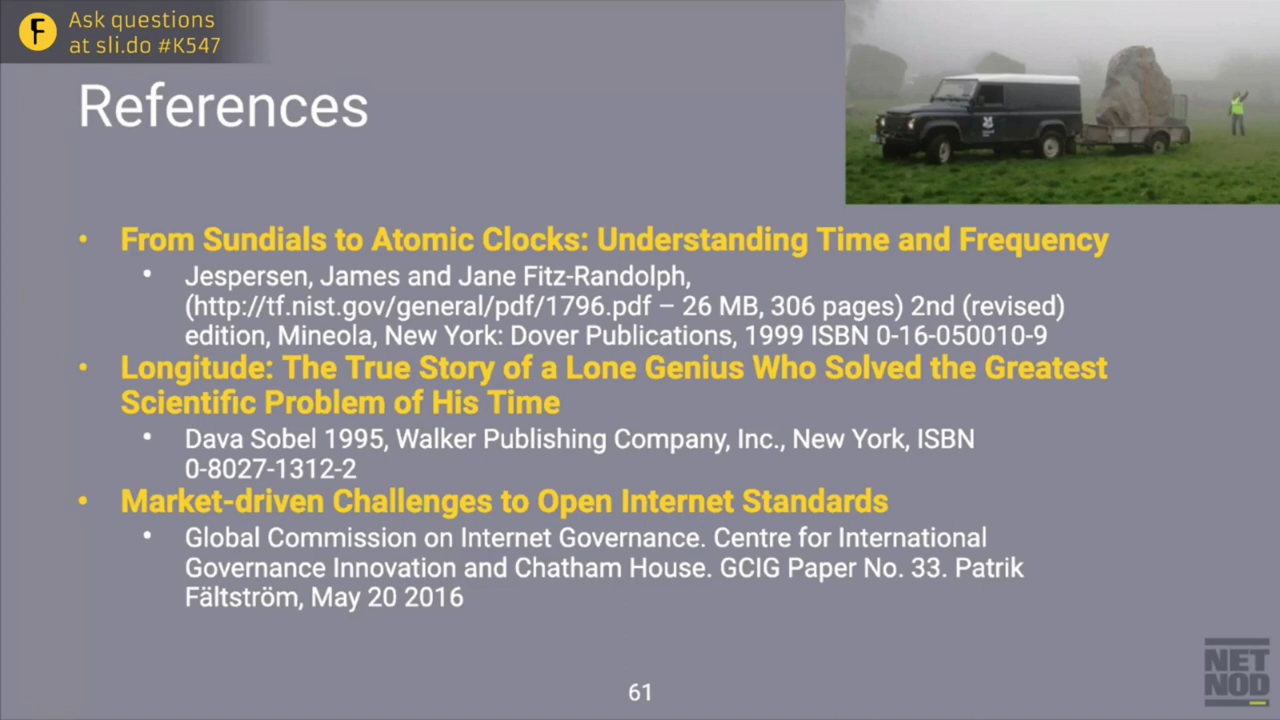 F
Ask questions
at sli.do #K547
References
• From Sundials to Atomic Clocks: Understanding Time and Frequency
• Jespersen, James and Jane Fitz-Randolph,
(http://tf.nist.gov/general/pdf/1796.pdf – 26 MB, 306 pages) 2nd (revised)
edition, Mineola, New York: Dover Publications, 1999 ISBN 0-16-050010-9
• Longitude: The True Story of a Lone Genius Who Solved the Greatest
Scientific Problem of His Time
• Dava Sobel 1995, Walker Publishing Company, Inc., New York, ISBN
0-8027-1312-2
• Market-driven Challenges to Open Internet Standards
• Global Commission on Internet Governance. Centre for International
Governance Innovation and Chatham House. GCIG Paper No. 33. Patrik
Fältström, May 20 2016
61
NET
NOD